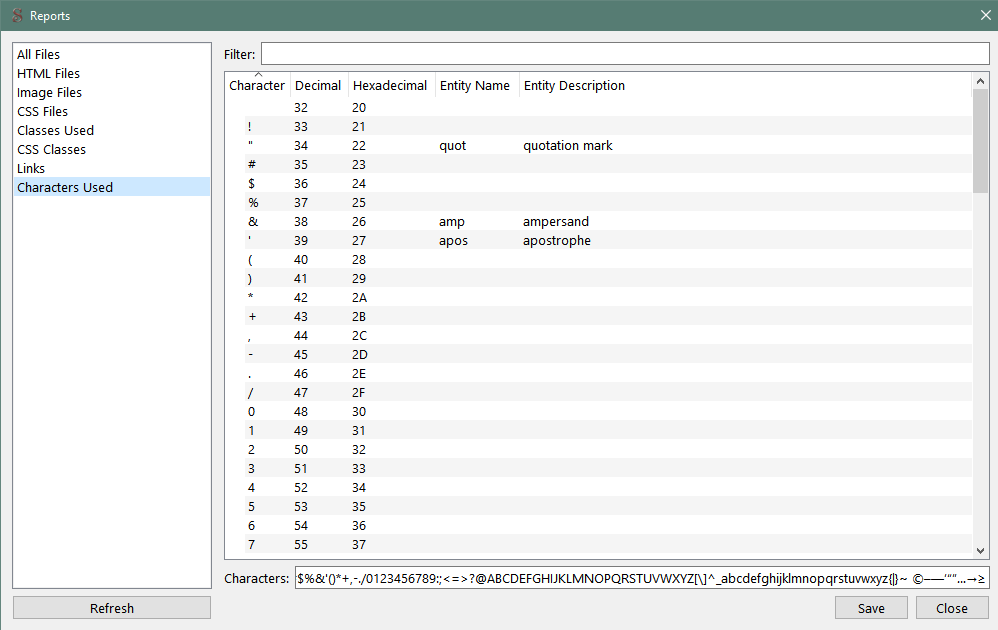 Reports
All Files
HTML Files
Image Files
CSS Files
Classes Used
CSS Classes
Links
Characters Used
Refresh
Filter:
Character Decimal Hexadecimal Entity Name Entity Description
32 20
! 33 21
" 34 22 quot quotation mark
# 35 23
$ 36 24
% 37 25
& 38 26 amp ampersand
' 39 27 apos apostrophe
( 40 28
) 41 29
* 42 2A
+ 43 2B
, 44 2C
- 45 2D
. 46 2E
/ 47 2F
0 48 30
1 49 31
2 50 32
3 51 33
4 52 34
5 53 35
6 54 36
7 55 37
Characters: $%&'()*+,-./0123456789:;<=>?@ABCDEFGHIJKLMNOPQRSTUVWXYZ[\]^_abcdefghijklmnopqrstuvwxyz{|}~ ©–—‘“”…→≥
Save Close